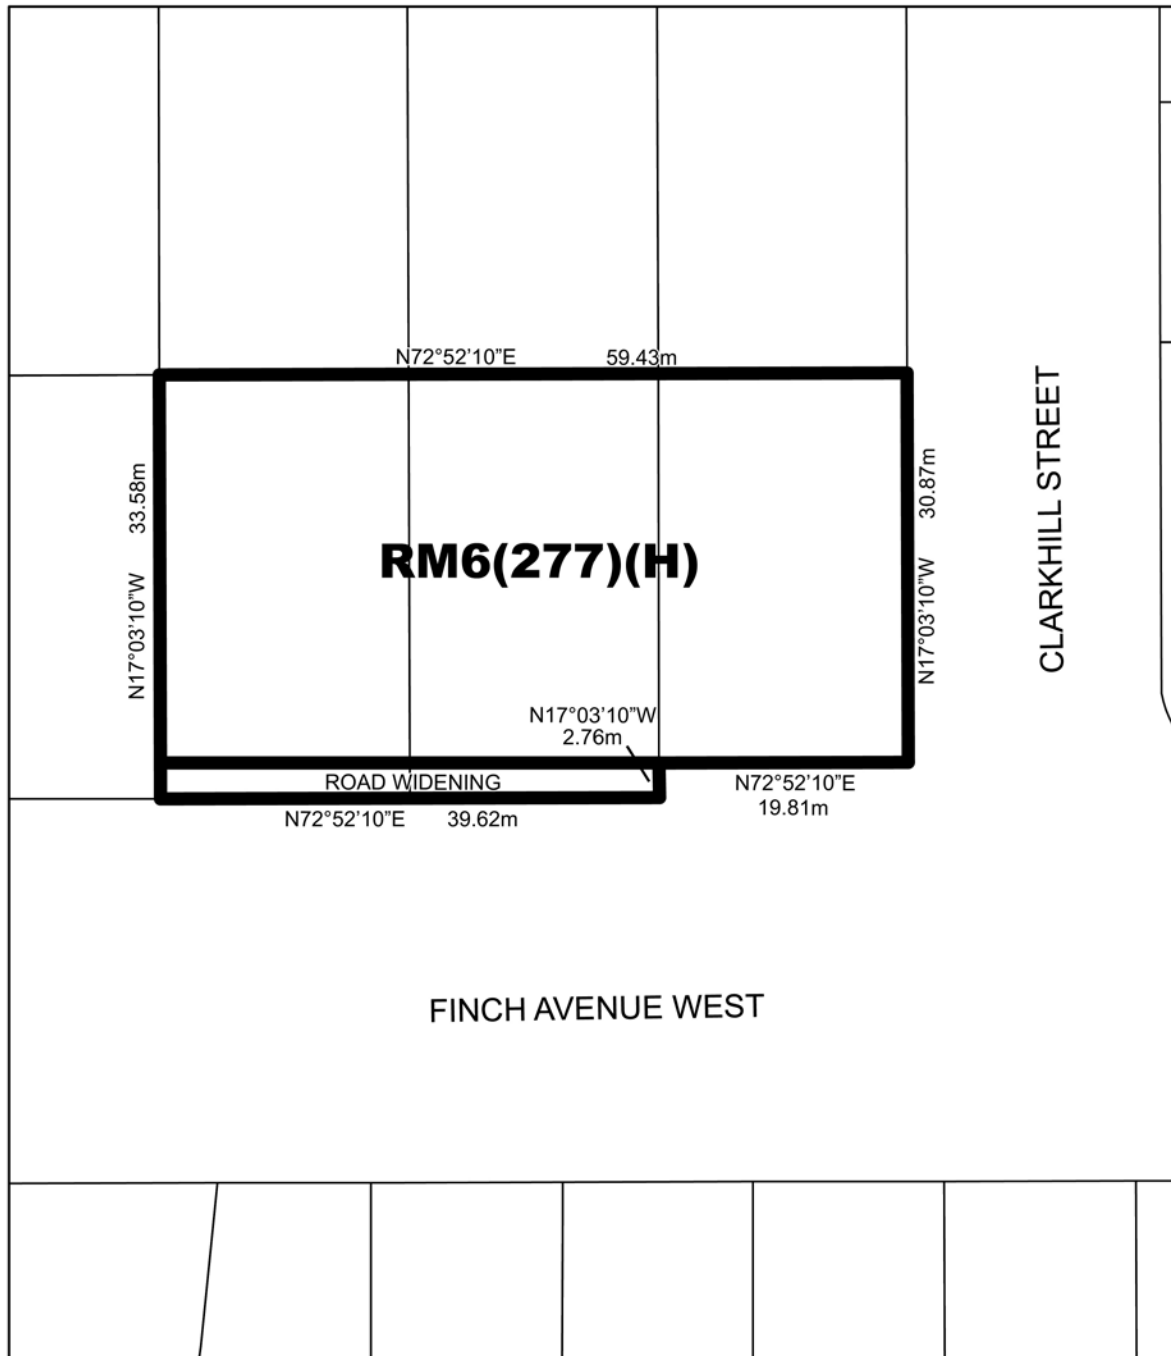 N72°52’10”E 59.43m
33.58m
N17°03’10”W
RM6(277)(H)
30.87m
N17°03’10”W
CLARKHILL STREET
N17°03’10”W
2.76m
ROAD WIDENING
N72°52’10”E
19.81m
N72°52’10”E 39.62m
FINCH AVENUE WEST